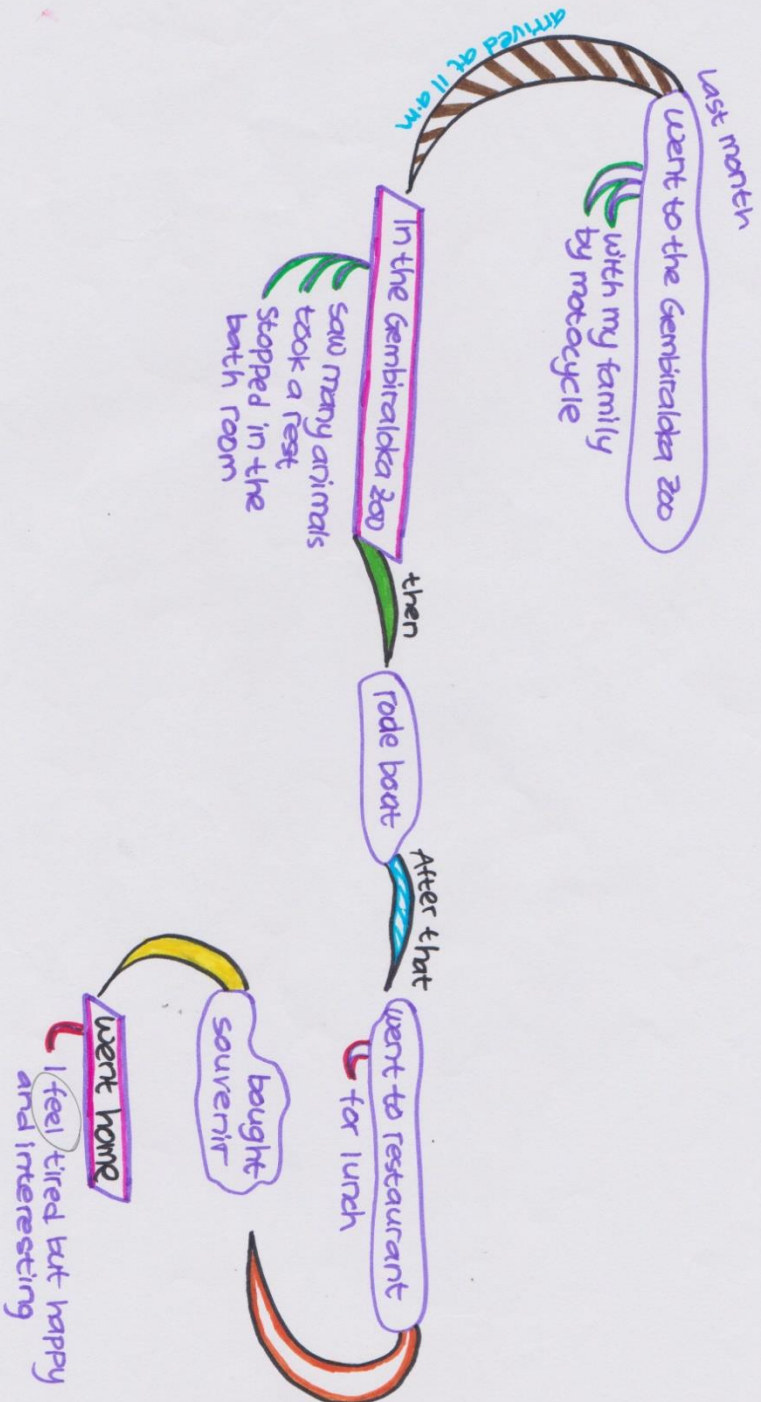 Last month
went to the Gembiraloka zoo
with my family
by motocycle
arrived at 11 a.m
In the Gembiraloka zoo
saw many animals
took a rest
Stopped in the
bath room
then
rode boat
After that
went to restaurant
for lunch
bought
souvenir
went home
I feel tired but happy
and interesting